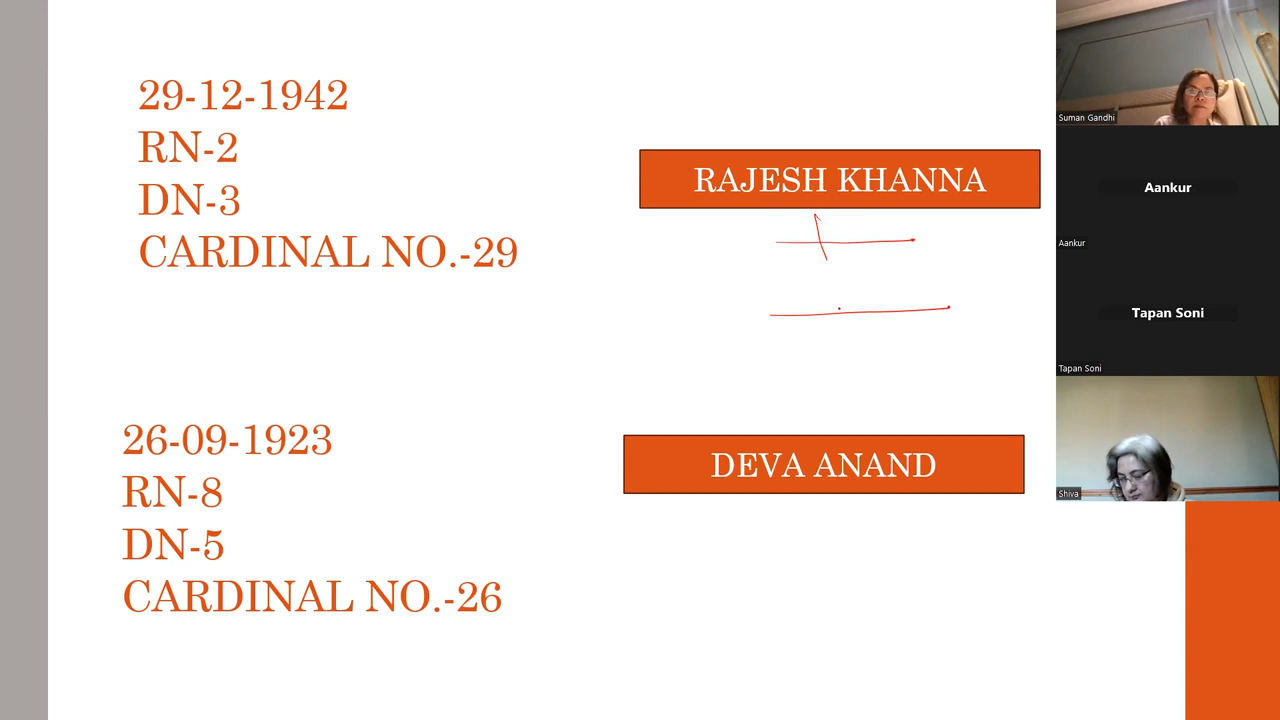 29-12-1942
RN-2
DN-3
CARDINAL NO.-29
RAJESH KHANNA
26-09-1923
RN-8
DN-5
CARDINAL NO.-26
DEVA ANAND
Suman Gandhi
Aankur
Aankur
Tapan Soni
Tapan Soni
Shiva